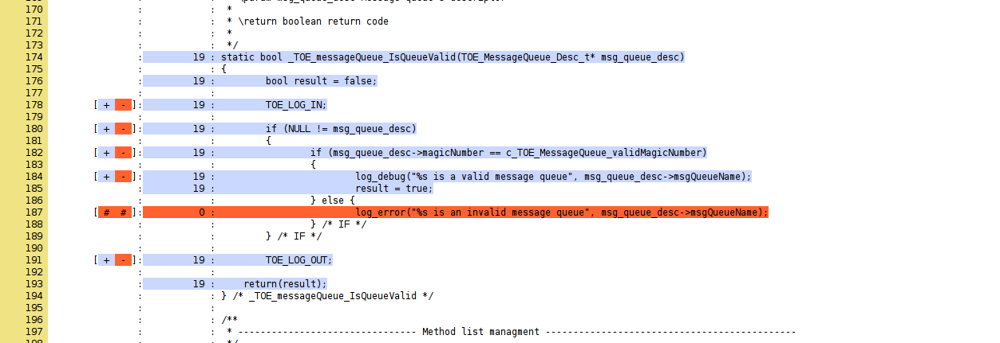 170 : : *
171 : : * \return boolean return code
172 : : *
173 : : */
174 : 19 : static bool _TOE_messageQueue_IsQueueValid(TOE_MessageQueue_Desc_t* msg_queue_desc)
175 : : {
176 : 19 : bool result = false;
177 : :
178 [ + - ]: 19 : TOE_LOG_IN;
179 : :
180 [ + - ]: 19 : if (NULL != msg_queue_desc)
181 : : {
182 [ + - ]: 19 : if (msg_queue_desc->magicNumber == c_TOE_MessageQueue_validMagicNumber)
183 : : {
184 [ + - ]: 19 : log_debug("%s is a valid message queue", msg_queue_desc->msgQueueName);
185 : 19 : result = true;
186 : : } else {
187 [ # # ]: 0 : log_error("%s is an invalid message queue", msg_queue_desc->msgQueueName);
188 : : } /* IF */
189 : : } /* IF */
190 : :
191 [ + - ]: 19 : TOE_LOG_OUT;
192 : :
193 : 19 : return(result);
194 : : } /* _TOE_messageQueue_IsQueueValid */
195 : :
196 : : /**
197 : : * -------------------------------- Method list managment ---------------------------------------------